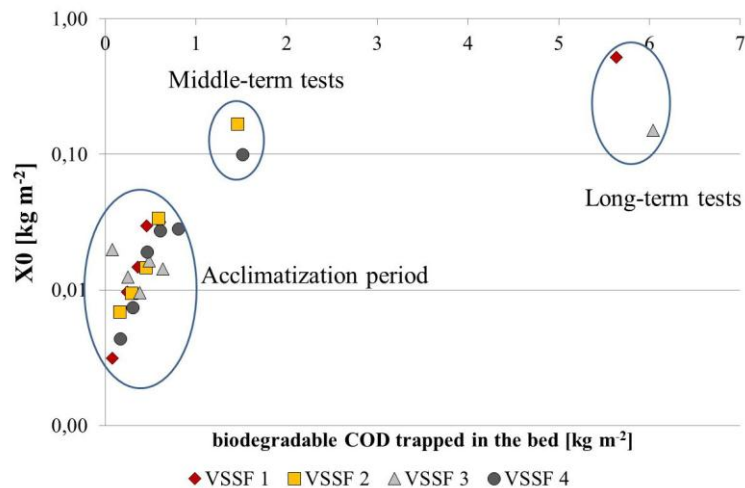 1,00
0 1 2 3 4 5 6 7
Middle-term tests
0,10
Long-term tests
X0 [kg m-2]
Acclimatization period
0,01
0,00
biodegradable COD trapped in the bed [kg m-2]
VSSF 1 VSSF 2 VSSF 3 VSSF 4